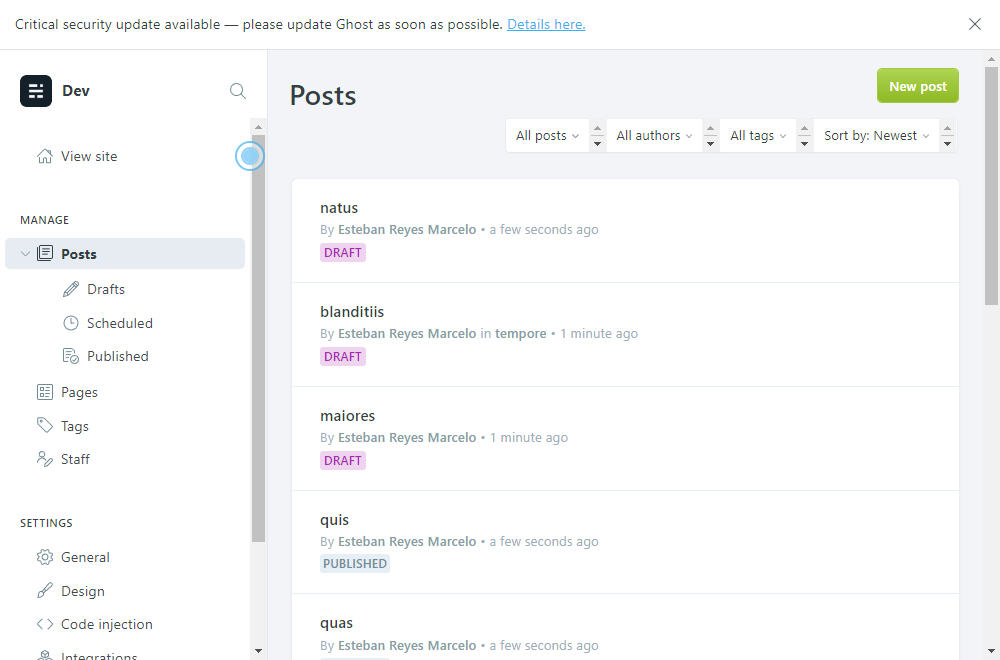 Critical security update available — please update Ghost as soon as possible. Details here.
Dev
View site
MANAGE
Posts
Drafts
Scheduled
Published
Pages
Tags
Staff
SETTINGS
General
Design
Code injection
Integrations
Posts
New post
All posts
All authors
All tags
Sort by: Newest
natus
By Esteban Reyes Marcelo • a few seconds ago
DRAFT
blanditiis
By Esteban Reyes Marcelo in tempore • 1 minute ago
DRAFT
maiores
By Esteban Reyes Marcelo • 1 minute ago
DRAFT
quis
By Esteban Reyes Marcelo • a few seconds ago
PUBLISHED
quas
By Esteban Reyes Marcelo • a few seconds ago